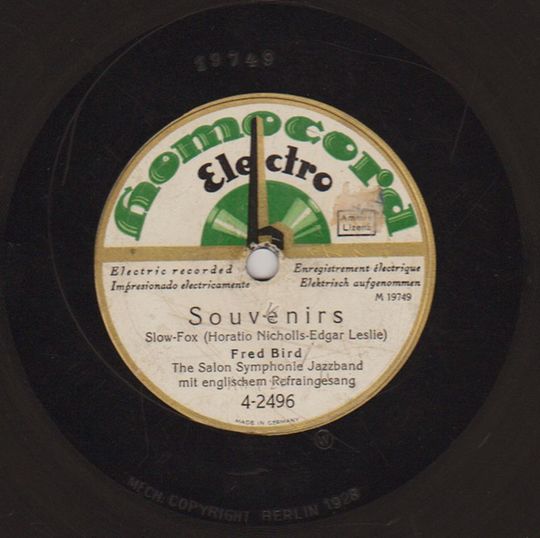 19749
Homocord
Electro
Ammre
Lizenz
Electric recorded
Impresionado electricamente
Enregistrement électrique
Elektrisch aufgenommen
M 19749
Souvenirs
Slow-Fox (Horatio Nicholls-Edgar Leslie)
Fred Bird
The Salon Symphonie Jazzband
mit englischem Refraingesang
4-2496
MADE IN GERMANY
W
MECH. COPYRIGHT BERLIN 1928